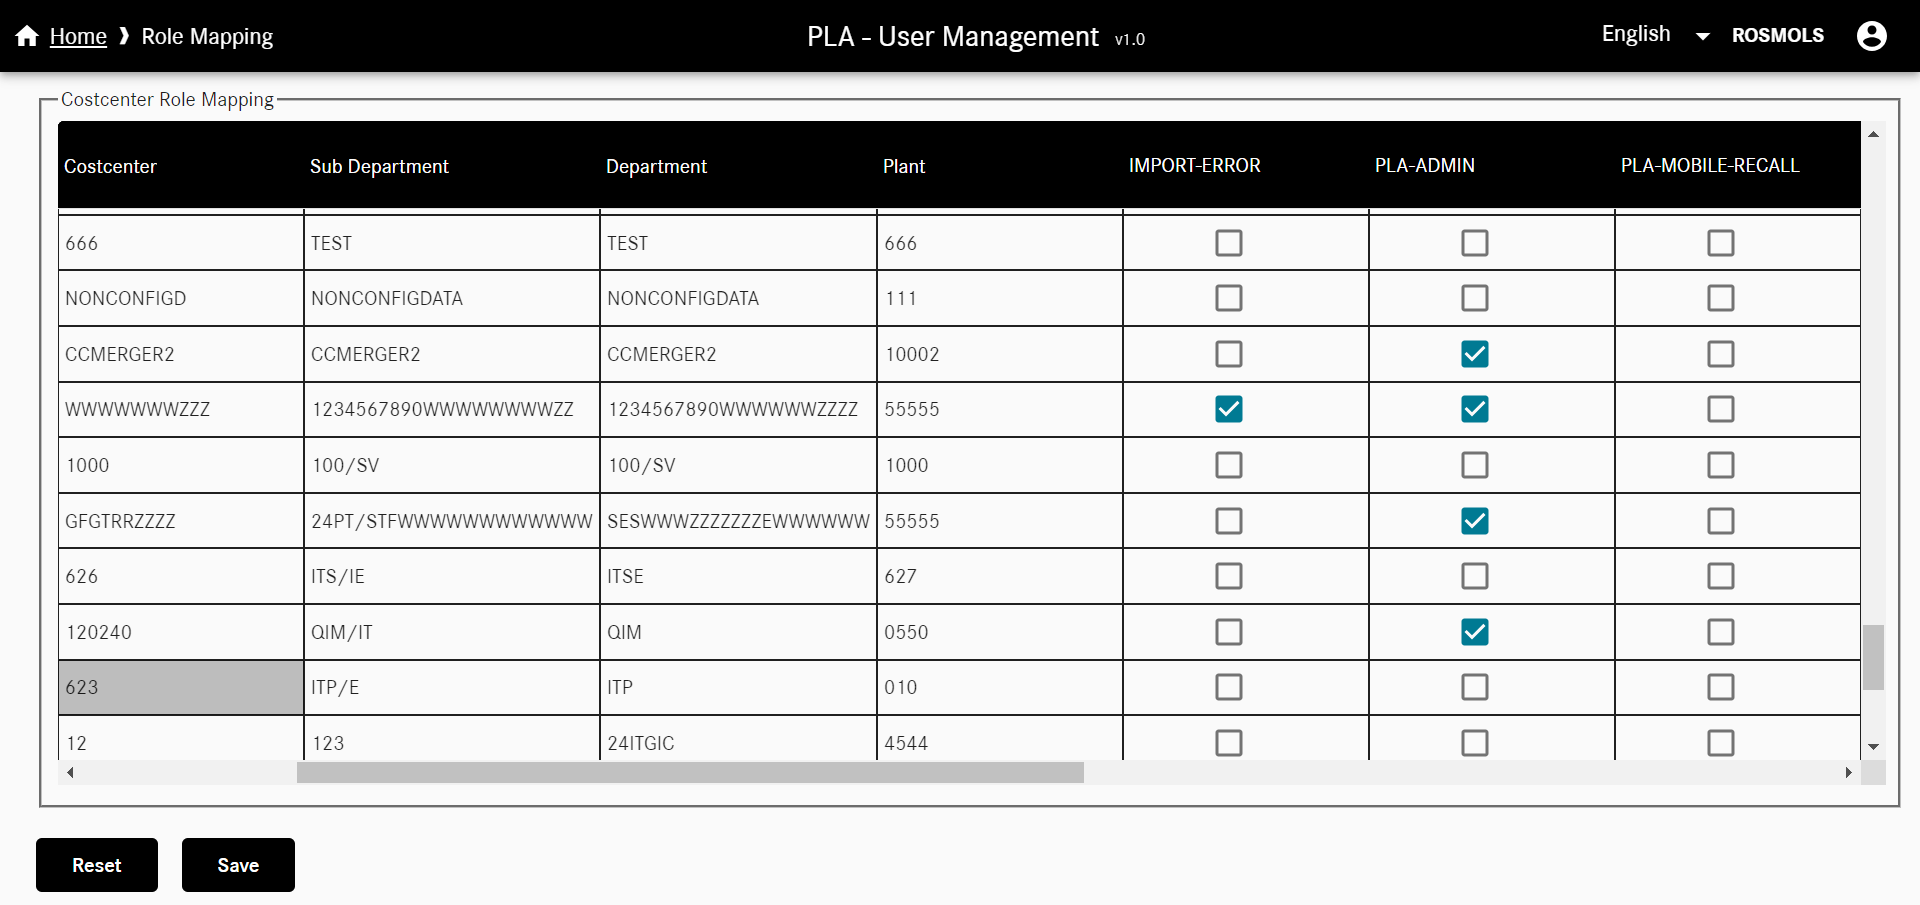 Home ❱ Role Mapping
PLA - User Management v1.0
English
ROSMOLS
Costcenter Role Mapping
Costcenter Sub Department Department Plant IMPORT-ERROR PLA-ADMIN PLA-MOBILE-RECALL
666 TEST TEST 666
NONCONFIGD NONCONFIGDATA NONCONFIGDATA 111
CCMERGER2 CCMERGER2 CCMERGER2 10002
WWWWWWWZZZ 1234567890WWWWWWWWZZ 1234567890WWWWWWZZZZ 55555
1000 100/SV 100/SV 1000
GFGTRRZZZZ 24PT/STFWWWWWWWWWWWW SESWWWZZZZZZZEWWWWWW 55555
626 ITS/IE ITSE 627
120240 QIM/IT QIM 0550
623 ITP/E ITP 010
12 123 24ITGIC 4544
Reset Save